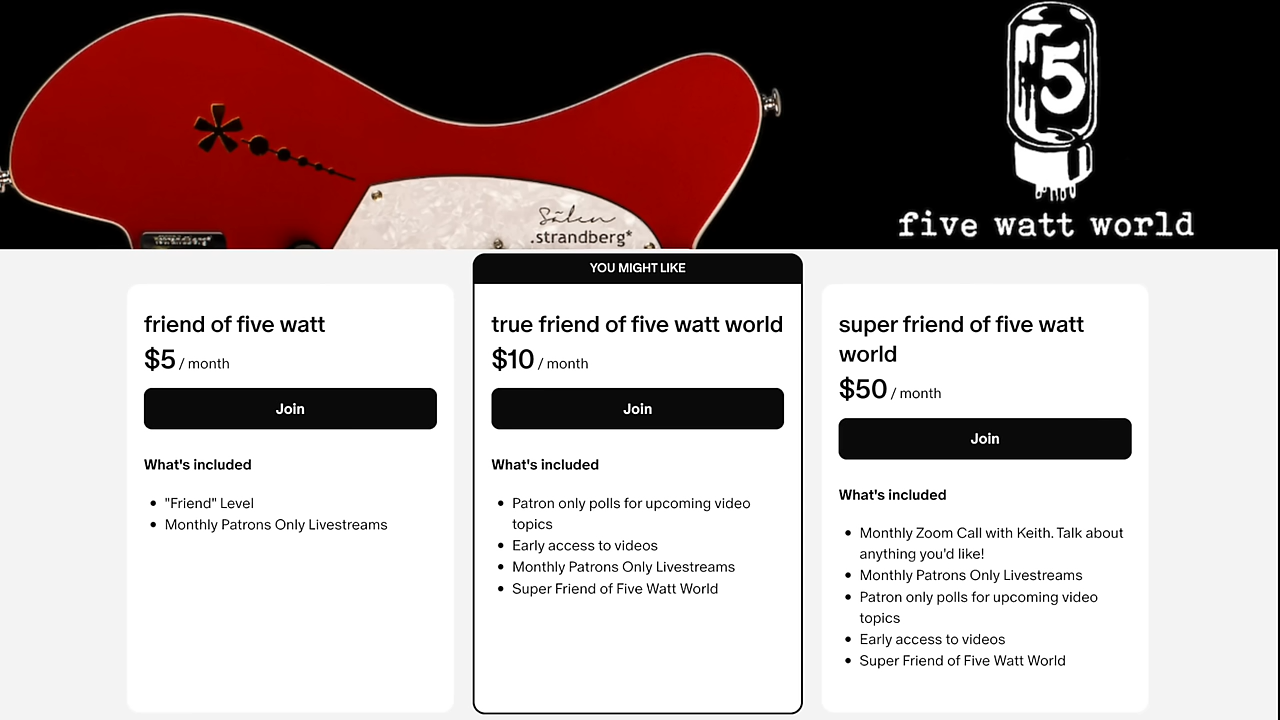 5
five watt world
Sälen
.strandberg*
YOU MIGHT LIKE
friend of five watt
$5 / month
Join
What's included
"Friend" Level
Monthly Patrons Only Livestreams
true friend of five watt world
$10 / month
Join
What's included
Patron only polls for upcoming video
topics
Early access to videos
Monthly Patrons Only Livestreams
Super Friend of Five Watt World
super friend of five watt
world
$50 / month
Join
What's included
Monthly Zoom Call with Keith. Talk about
anything you'd like!
Monthly Patrons Only Livestreams
Patron only polls for upcoming video
topics
Early access to videos
Super Friend of Five Watt World